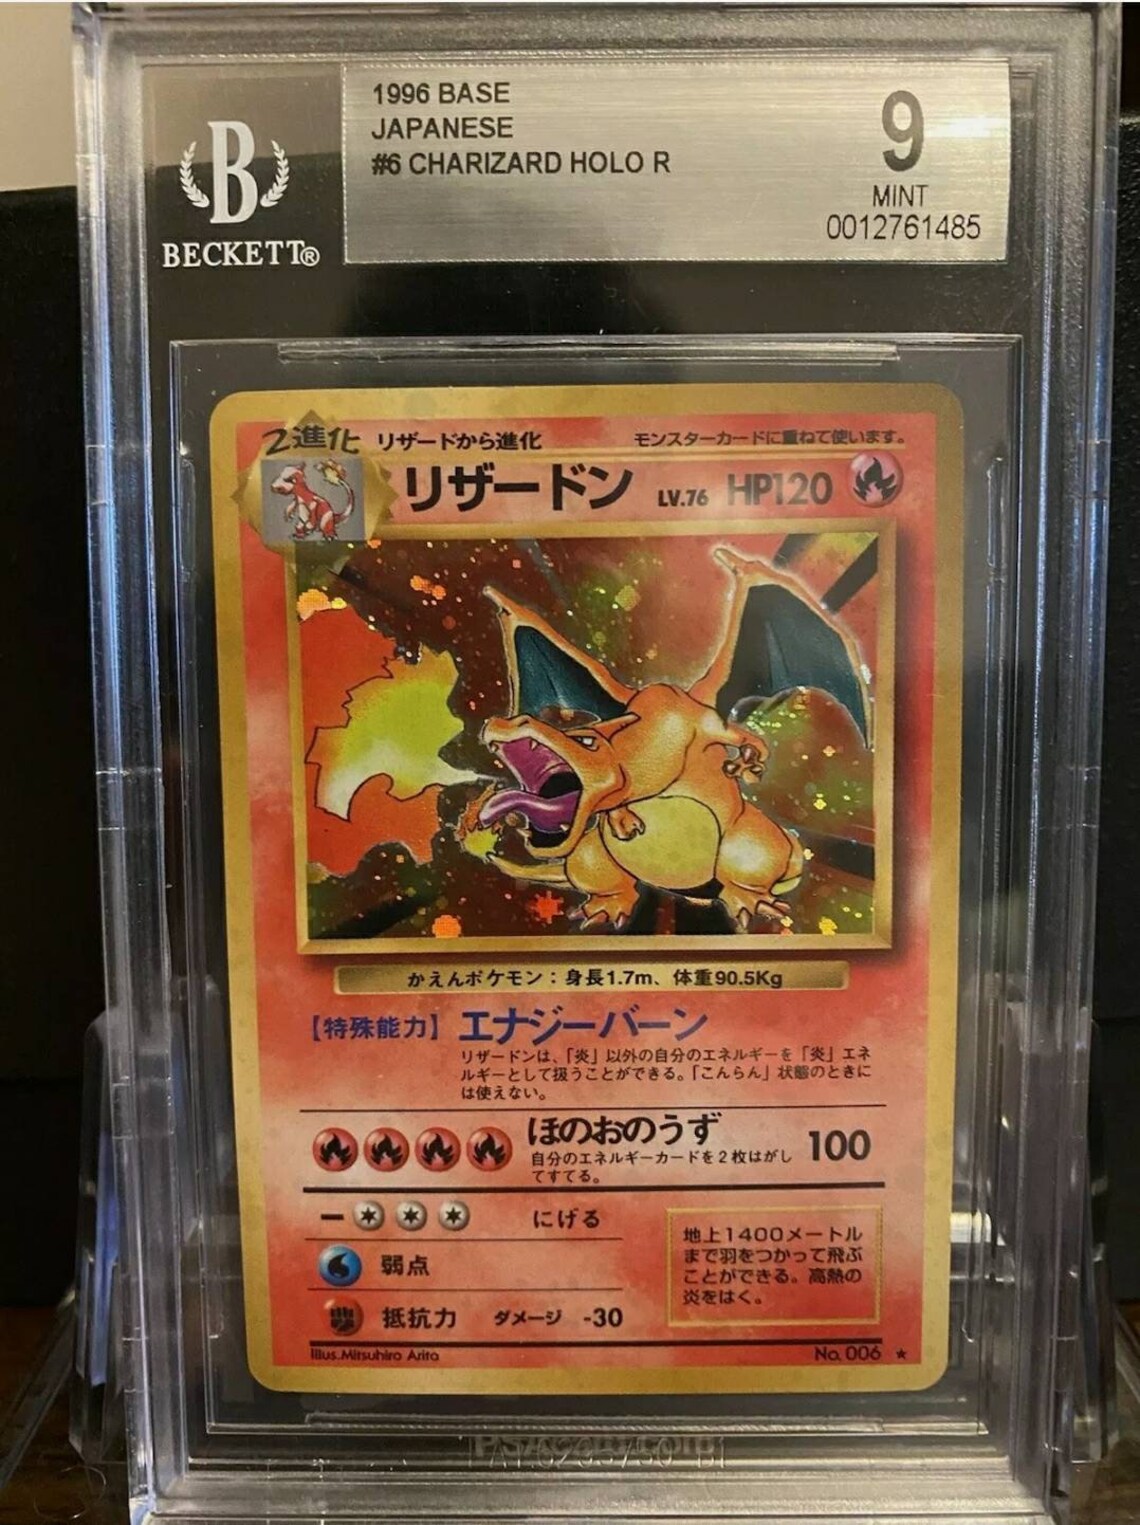 B
BECKETT®
1996 BASE
JAPANESE
#6 CHARIZARD HOLO R
9
MINT
0012761485
2進化 リザードから進化 モンスターカードに重ねて使います。
リザードン LV.76 HP120
かえんポケモン：身長1.7m、体重90.5Kg
【特殊能力】 エナジーバーン
リザードンは、「炎」以外の自分のエネルギーを「炎」エネ
ルギーとして扱うことができる。「こんらん」状態のときに
は使えない。
ほのおのうず 100
自分のエネルギーカードを2枚はがし
てすてる。
ー にげる
弱点
抵抗力 ダメージ -30
地上1400メートル
まで羽をつかって飛ぶ
ことができる。高熱の
炎をはく。
Illus.Mitsuhiro Arita No.006 ★